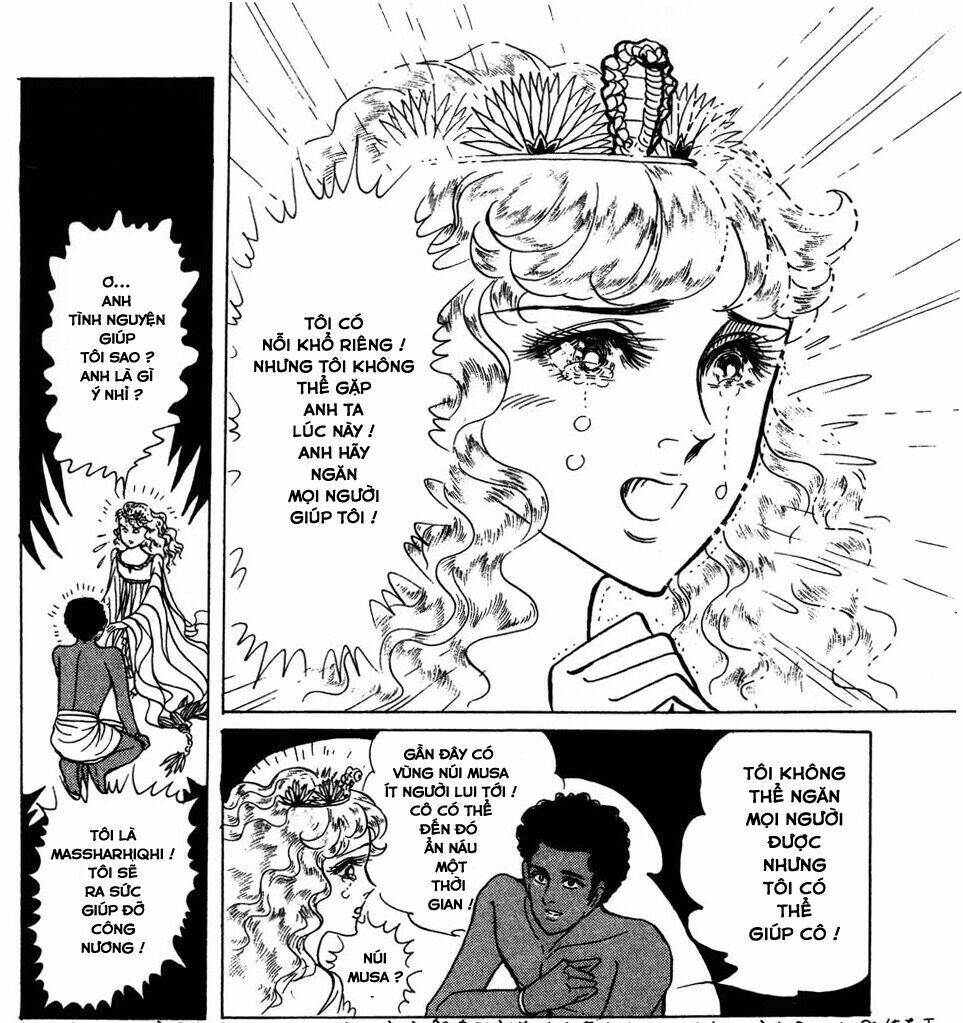 TÔI CÓ
NỖI KHỔ RIÊNG !
NHƯNG TÔI KHÔNG
THỂ GẶP
ANH TA
LÚC NÀY !
ANH HÃY
NGĂN
MỌI NGƯỜI
GIÚP TÔI !
Ơ...
ANH
TÌNH NGUYỆN
GIÚP
TÔI SAO ?
ANH LÀ GÌ
Ý NHỈ ?
TÔI LÀ
MASSHARHIQHI !
TÔI SẼ
RA SỨC
GIÚP ĐỠ
CÔNG
NƯƠNG !
TÔI KHÔNG
THỂ NGĂN
MỌI NGƯỜI
ĐƯỢC
NHƯNG
TÔI CÓ
THỂ
GIÚP CÔ !
GẦN ĐÂY CÓ
VÙNG NÚI MUSA
ÍT NGƯỜI LUI TỚI !
CÔ CÓ THỂ
ĐẾN ĐÓ
ẨN NÁU
MỘT
THỜI
GIAN !
NÚI
MUSA ?